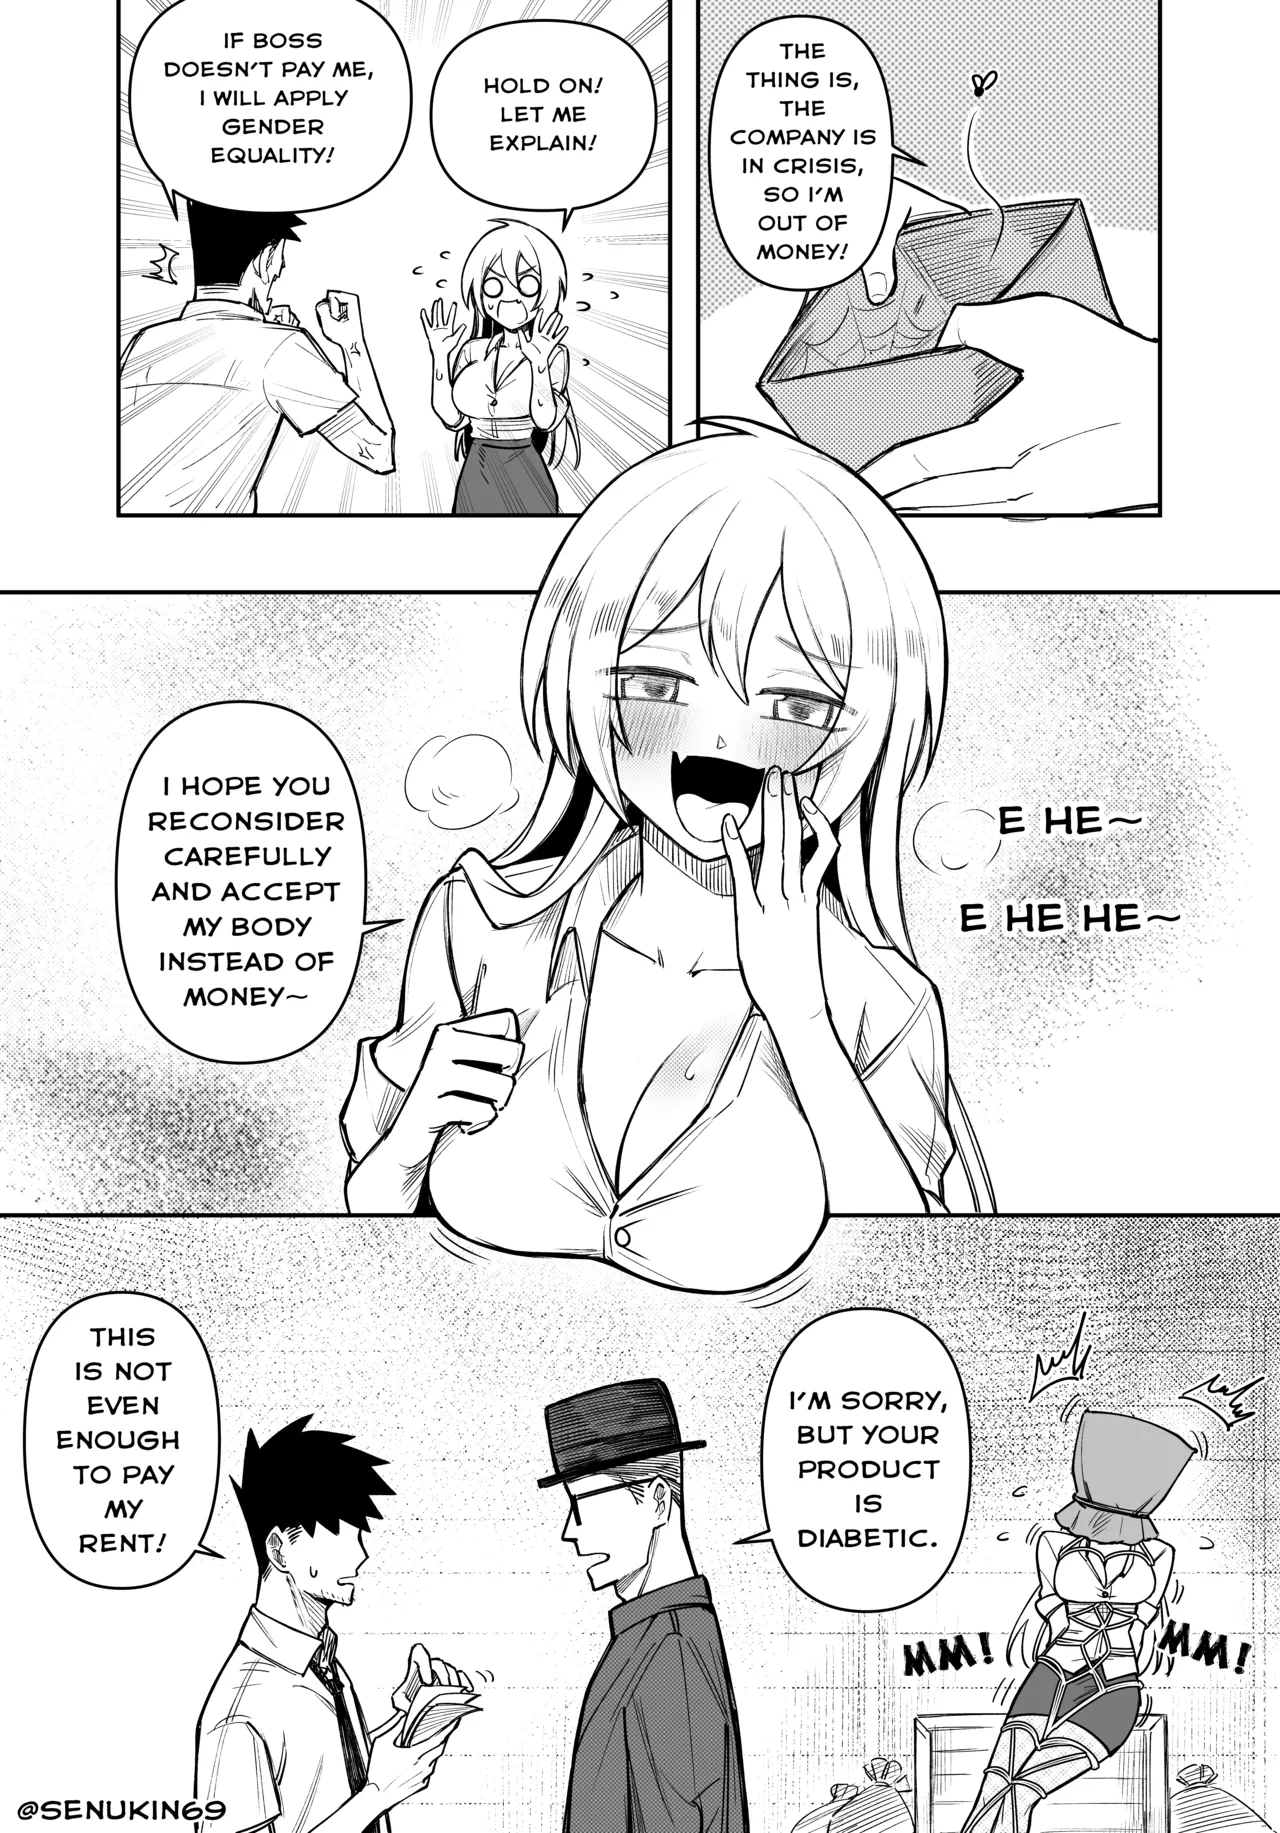 IF BOSS
DOESN'T PAY ME,
I WILL APPLY
GENDER
EQUALITY!
HOLD ON!
LET ME
EXPLAIN!
THE
THING IS,
THE
COMPANY IS
IN CRISIS,
SO I'M
OUT OF
MONEY!
I HOPE YOU
RECONSIDER
CAREFULLY
AND ACCEPT
MY BODY
INSTEAD OF
MONEY~
E HE~
E HE HE~
THIS
IS NOT
EVEN
ENOUGH
TO PAY
MY
RENT!
I'M SORRY,
BUT YOUR
PRODUCT
IS
DIABETIC.
MM!
MM!
@SENUKIN69